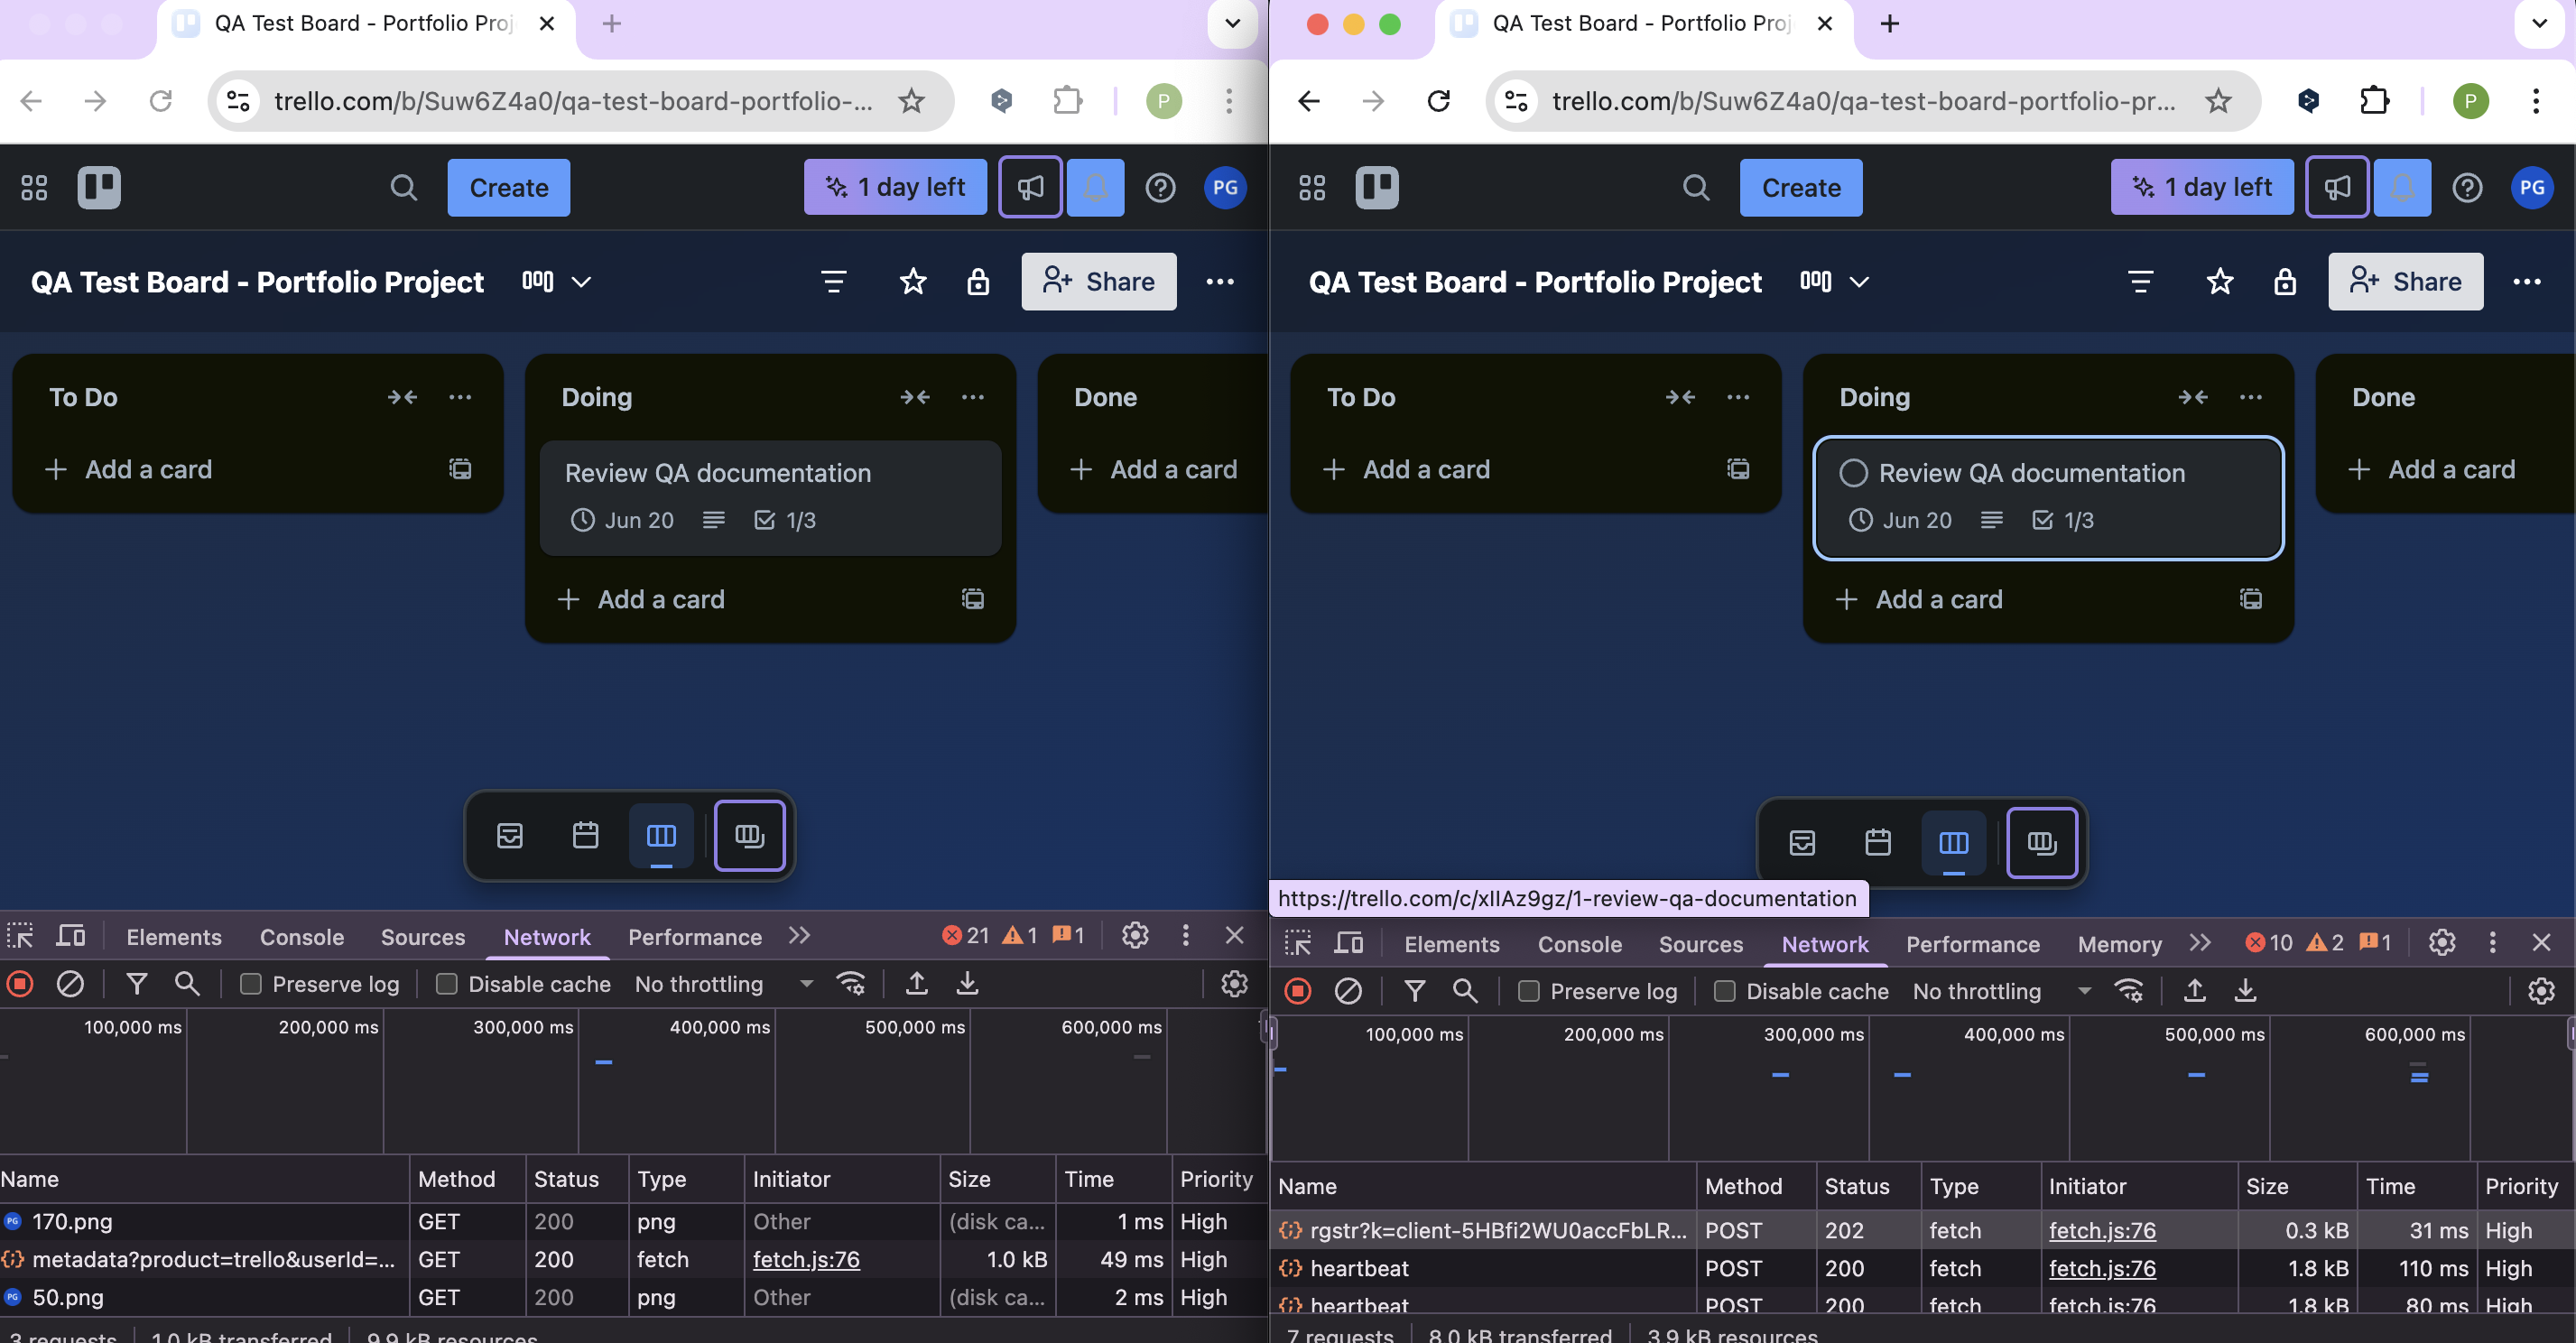 QA Test Board - Portfolio Proj
trello.com/b/Suw6Z4a0/qa-test-board-portfolio-...
P
Create
1 day left
PG
QA Test Board - Portfolio Project
Share
To Do
Add a card
Doing
Review QA documentation
Jun 20
1/3
Add a card
Done
Add a card
Elements Console Sources Network Performance
21 1 1
Preserve log Disable cache No throttling
100,000 ms 200,000 ms 300,000 ms 400,000 ms 500,000 ms 600,000 ms
Name Method Status Type Initiator Size Time Priority
PG 170.png GET 200 png Other (disk ca... 1 ms High
metadata?product=trello&userId=... GET 200 fetch fetch.js:76 1.0 kB 49 ms High
PG 50.png GET 200 png Other (disk ca... 2 ms High
3 requests 1.0 kB transferred 9.9 kB resources
QA Test Board - Portfolio Proj
trello.com/b/Suw6Z4a0/qa-test-board-portfolio-pr...
P
Create
1 day left
PG
QA Test Board - Portfolio Project
Share
To Do
Add a card
Doing
Review QA documentation
Jun 20
1/3
Add a card
Done
Add a card
https://trello.com/c/xIIAz9gz/1-review-qa-documentation
Elements Console Sources Network Performance Memory
10 2 1
Preserve log Disable cache No throttling
100,000 ms 200,000 ms 300,000 ms 400,000 ms 500,000 ms 600,000 ms
Name Method Status Type Initiator Size Time Priority
rgstr?k=client-5HBfi2WU0accFbLR... POST 202 fetch fetch.js:76 0.3 kB 31 ms High
heartbeat POST 200 fetch fetch.js:76 1.8 kB 110 ms High
heartbeat POST 200 fetch fetch.js:76 1.8 kB 80 ms High
7 requests 8.0 kB transferred 3.9 kB resources